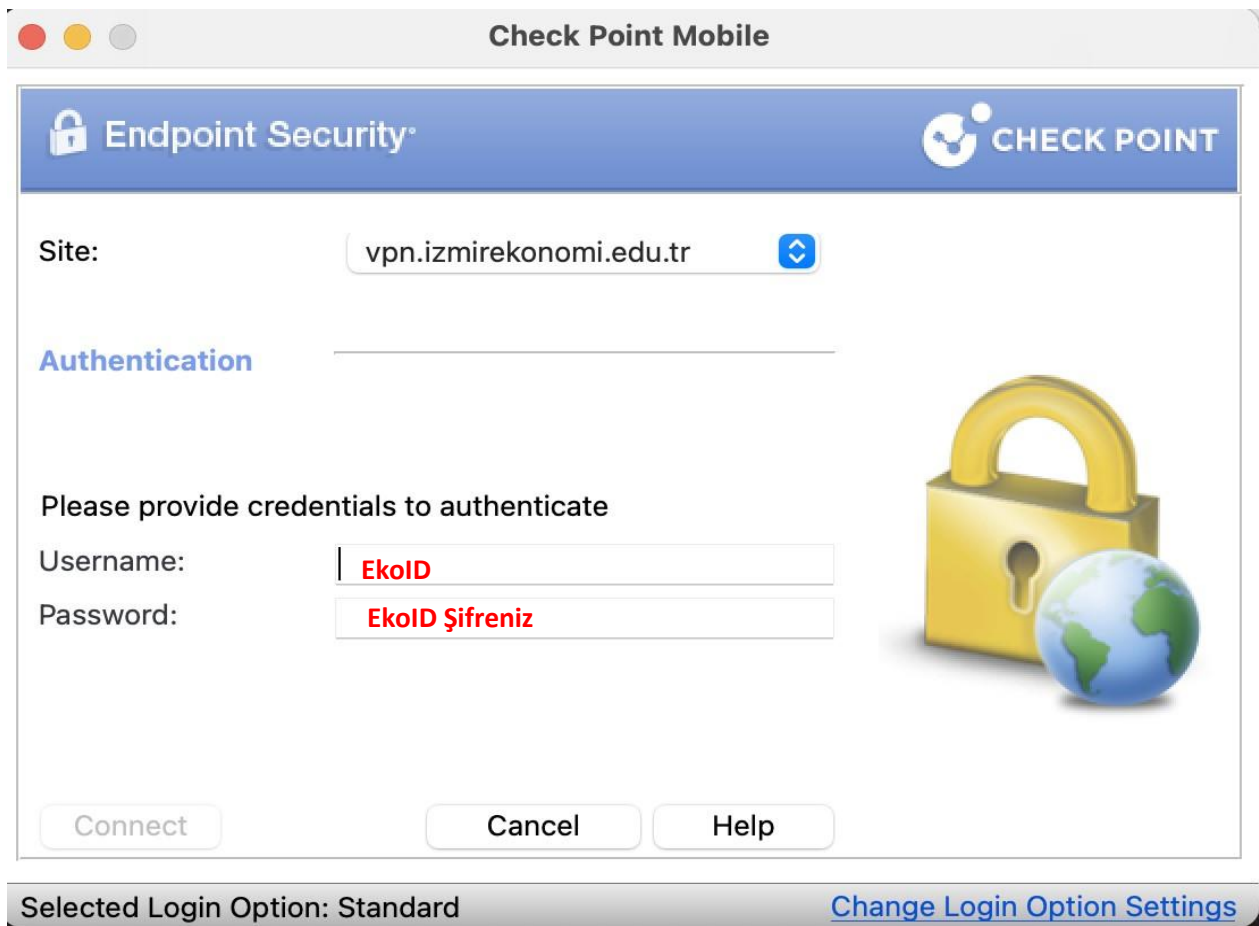 Check Point Mobile
Endpoint Security
CHECK POINT
Site: vpn.izmirekonomi.edu.tr
Authentication
Please provide credentials to authenticate
Username: EkoID
Password: EkoID Şifreniz
Connect Cancel Help
Selected Login Option: Standard Change Login Option Settings